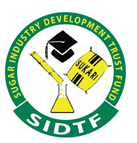 SUGAR INDUSTRY DEVELOPMENT TRUST FUND
SUKARI
SIDTF